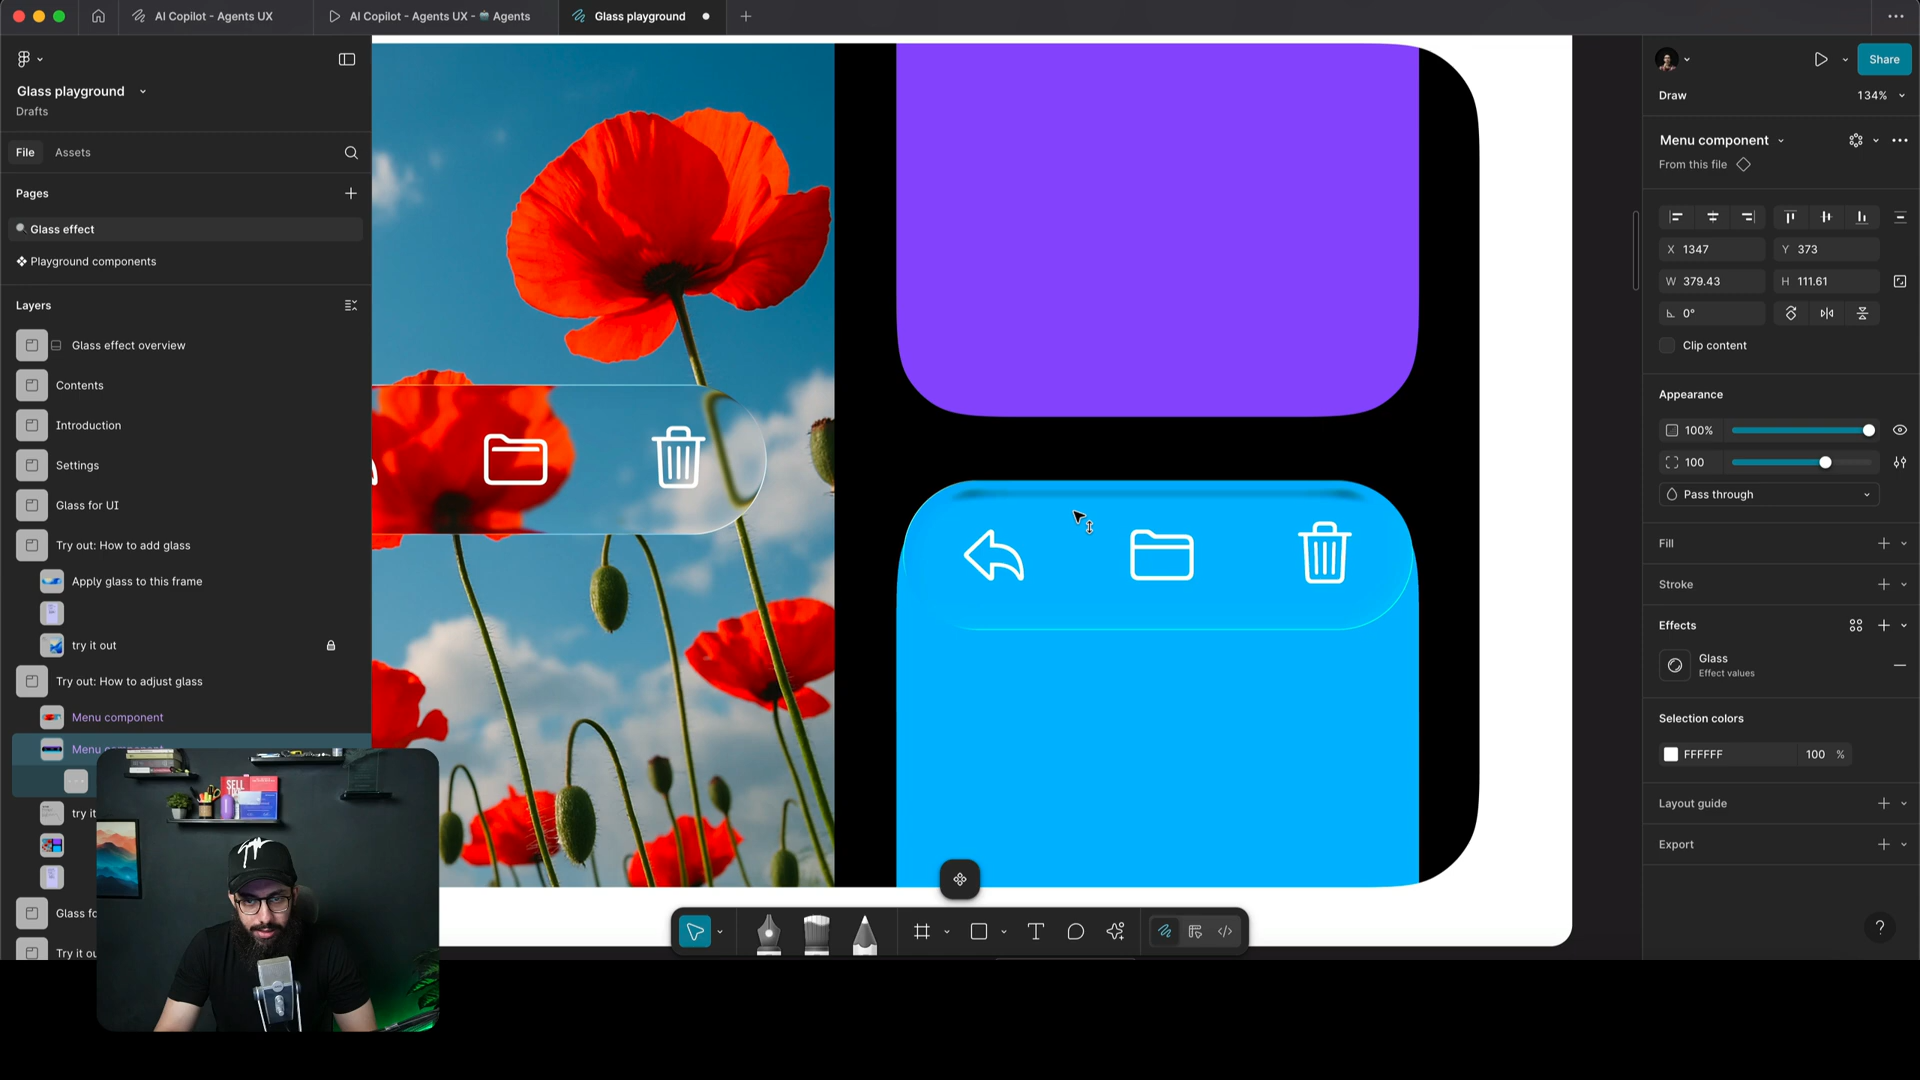 AI Copilot - Agents UX
AI Copilot - Agents UX - Agents
Glass playground
Share
Glass playground
Drafts
Draw
134%
Menu component
From this file
File
Assets
Pages
Glass effect
Playground components
X 1347
Y 373
W 379.43
H 111.61
0°
Clip content
Layers
Glass effect overview
Contents
Introduction
Settings
Glass for UI
Try out: How to add glass
Apply glass to this frame
try it out
Try out: How to adjust glass
Menu component
Appearance
100%
100
Pass through
Fill
Stroke
Effects
Glass
Effect values
Selection colors
FFFFFF
100 %
Layout guide
Export
try it
Glass fo
Try it ou
SELL
T
?